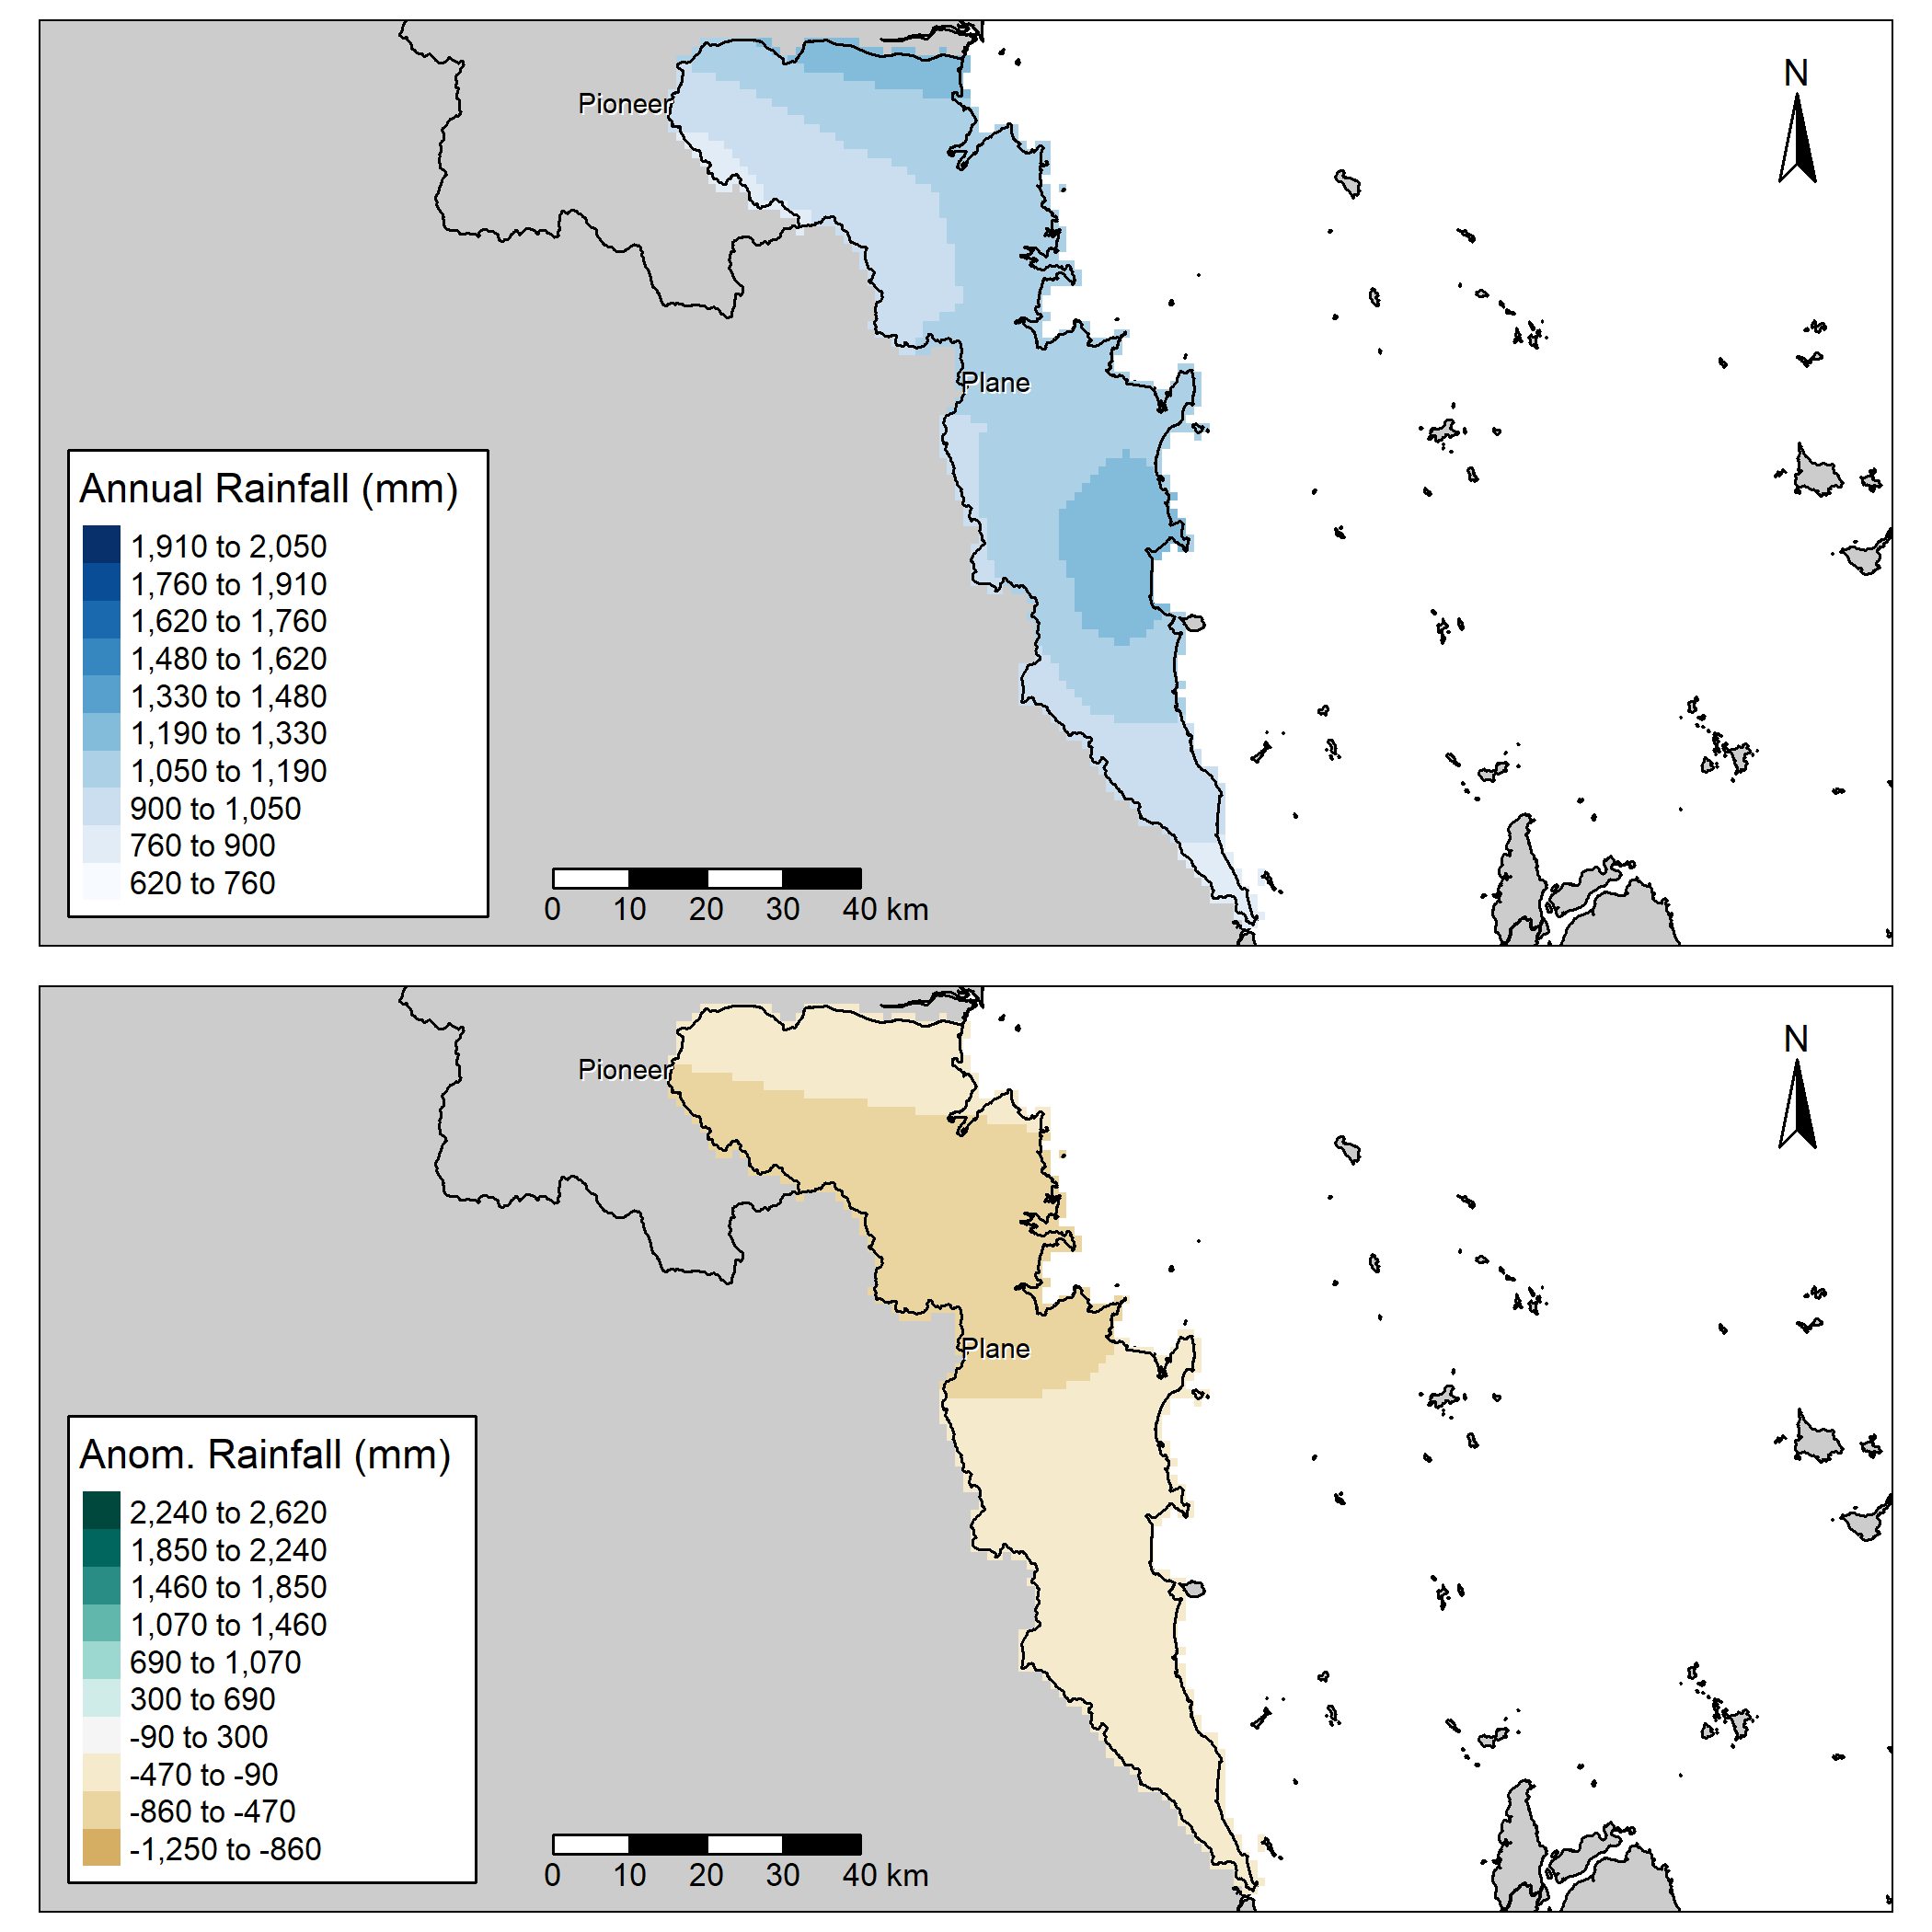 N
Pioneer
Plane
Annual Rainfall (mm)
1,910 to 2,050
1,760 to 1,910
1,620 to 1,760
1,480 to 1,620
1,330 to 1,480
1,190 to 1,330
1,050 to 1,190
900 to 1,050
760 to 900
620 to 760
0 10 20 30 40 km
N
Pioneer
Plane
Anom. Rainfall (mm)
2,240 to 2,620
1,850 to 2,240
1,460 to 1,850
1,070 to 1,460
690 to 1,070
300 to 690
-90 to 300
-470 to -90
-860 to -470
-1,250 to -860
0 10 20 30 40 km